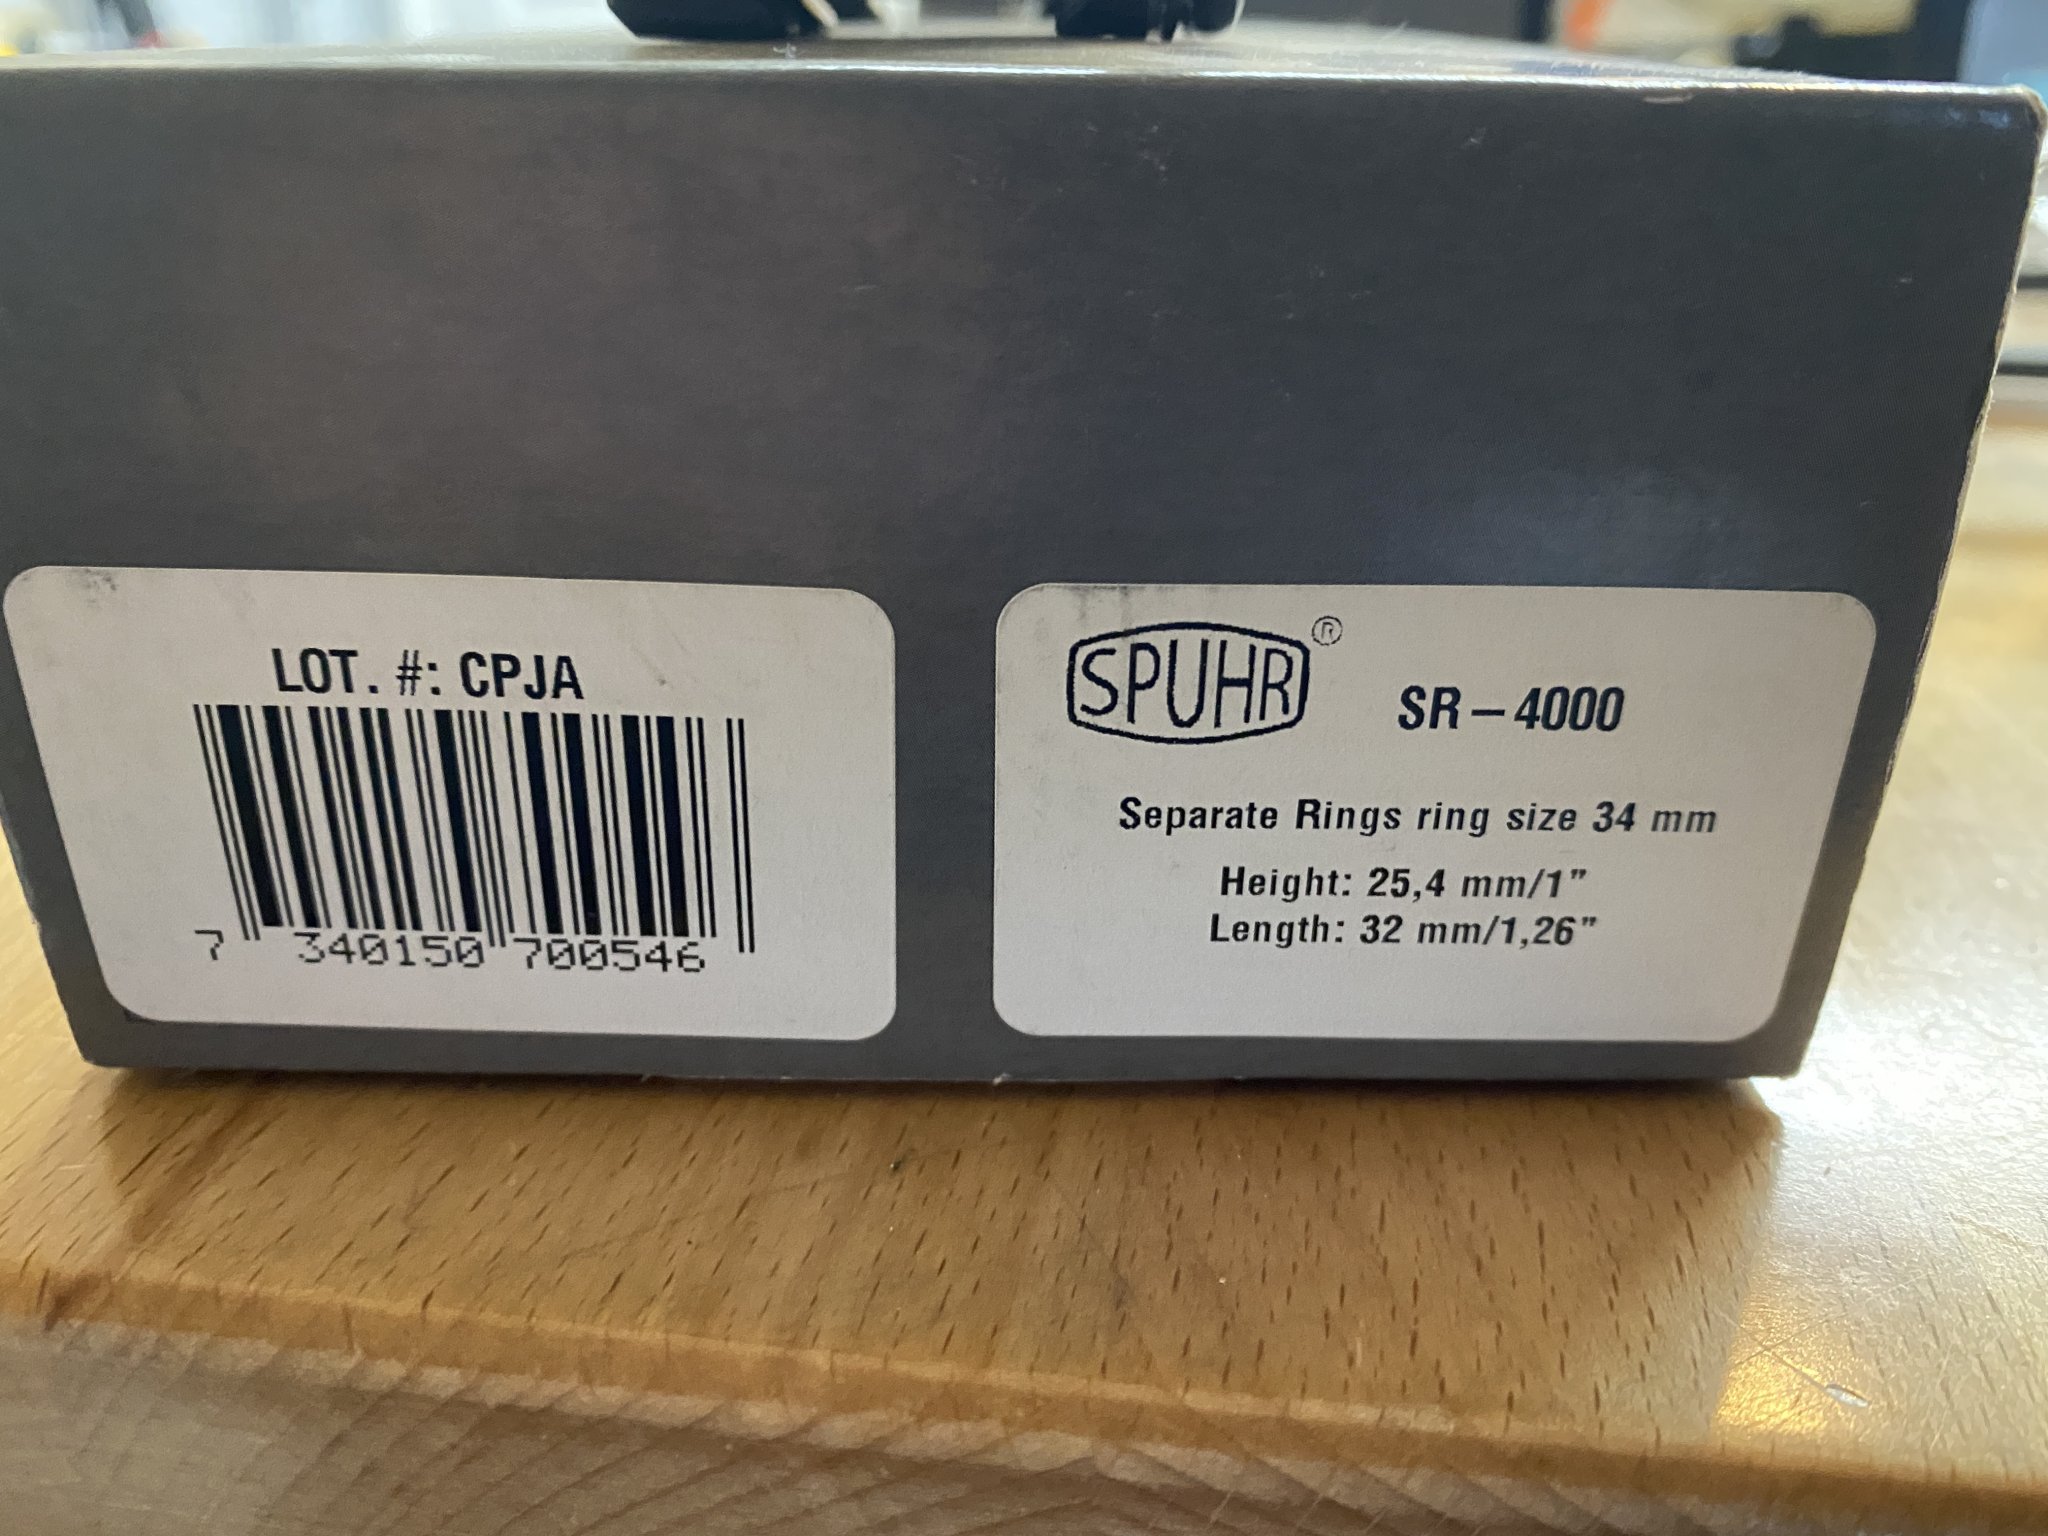 LOT. #: CPJA
7 340150 700546
SPUHR®
SR-4000
Separate Rings ring size 34 mm
Height: 25,4 mm/1”
Length: 32 mm/1,26”